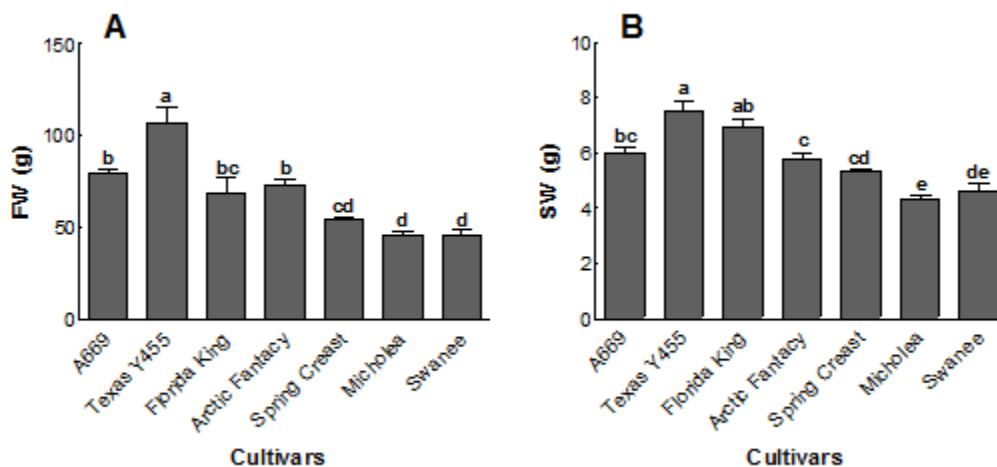 A
150
100
50
0
FW (g)
b
a
bc
b
cd
d
d
A669
Texas Y455
Florida King
Arctic Fantacy
Spring Creast
Micholea
Swanee
Cultivars
B
10
8
6
4
2
0
SW (g)
bc
a
ab
c
cd
e
de
A669
Texas Y455
Florida King
Arctic Fantacy
Spring Creast
Micholea
Swanee
Cultivars